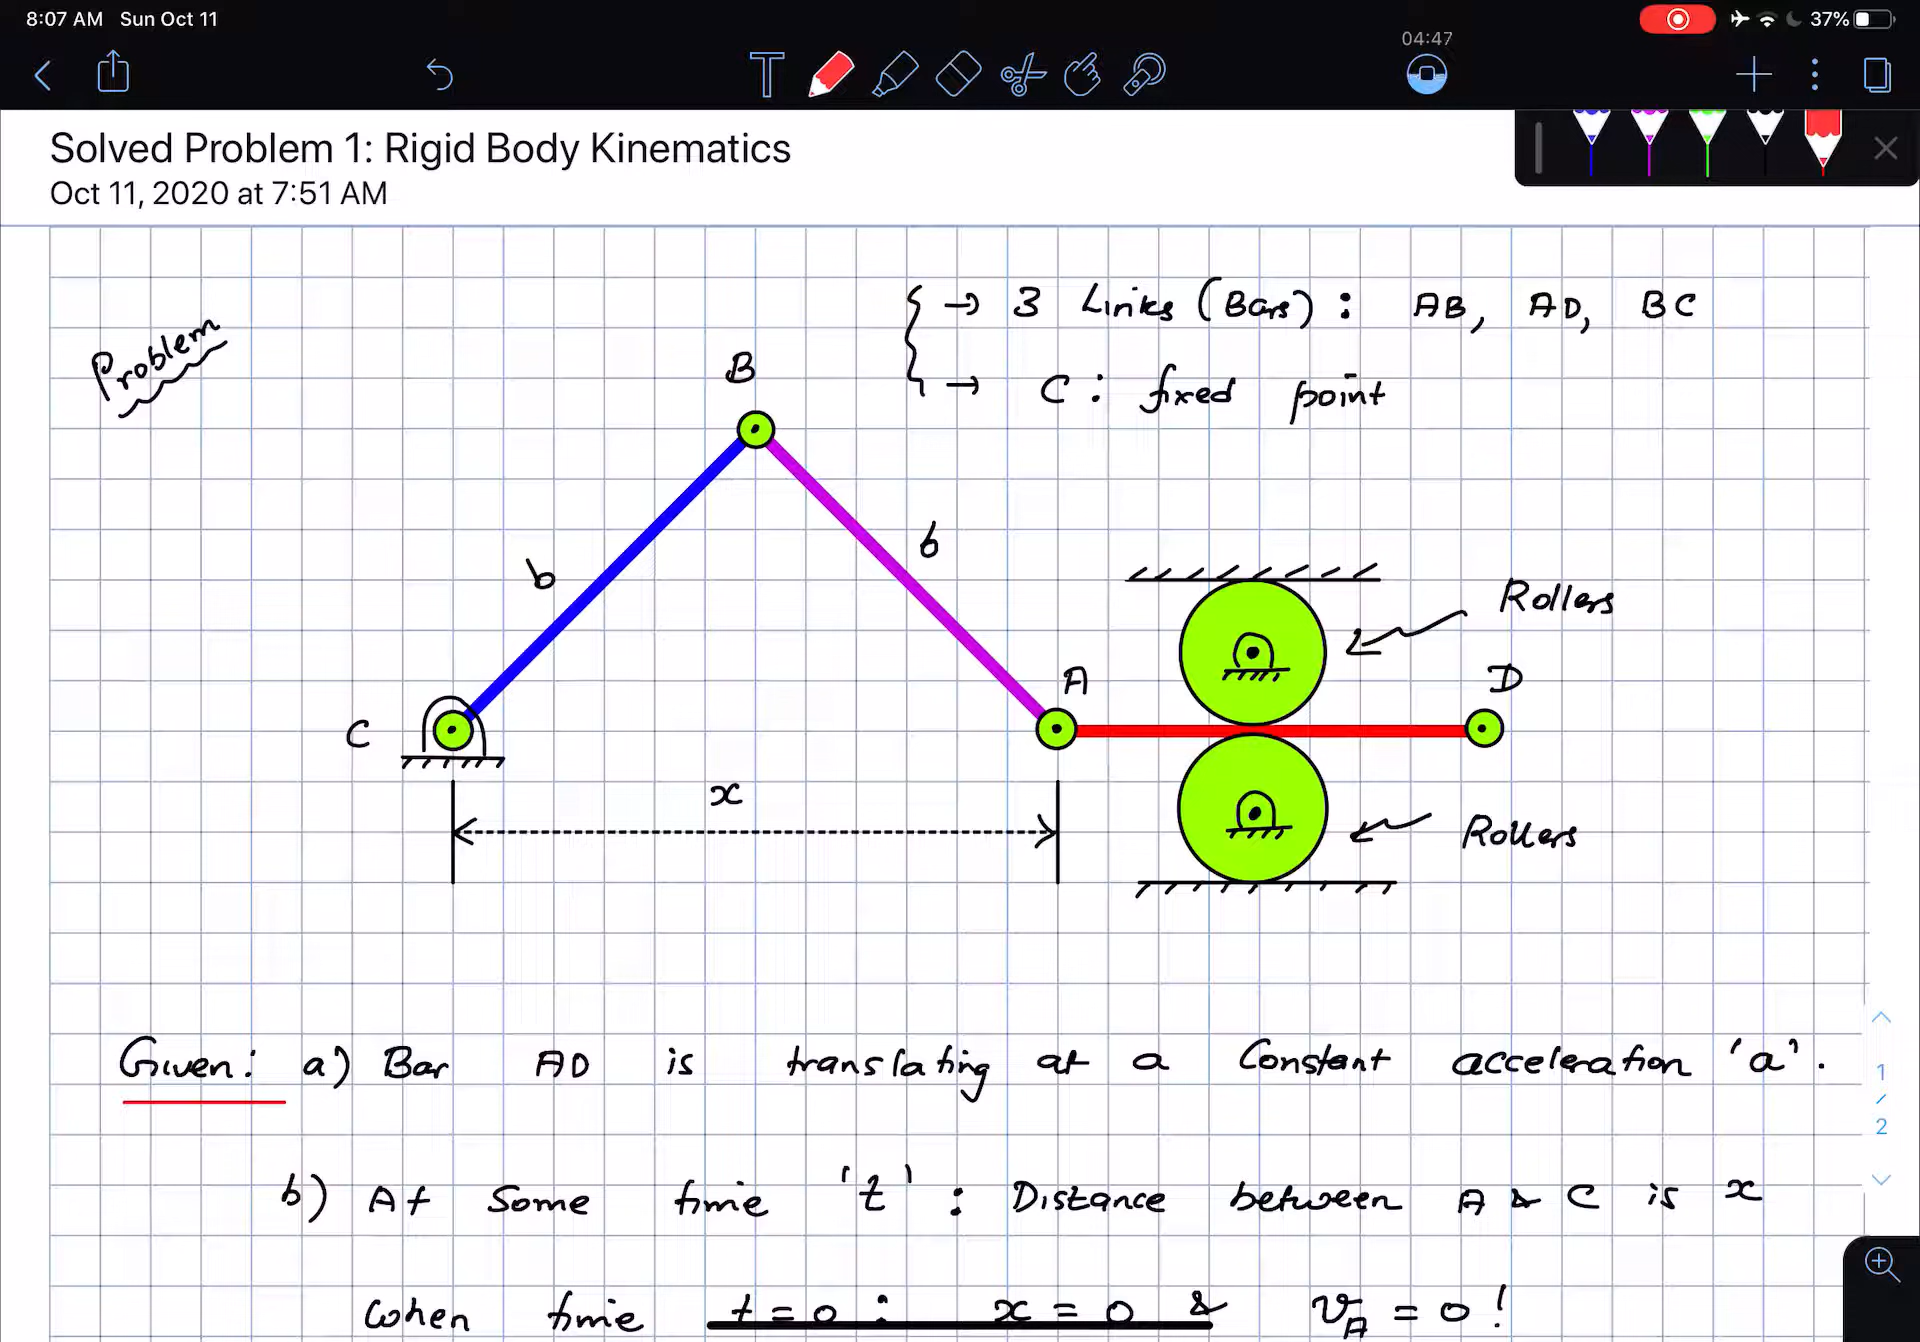 8:07 AM Sun Oct 11
37%
04:47
Solved Problem 1: Rigid Body Kinematics
Oct 11, 2020 at 7:51 AM
Problem
→ 3 Links (Bars) : AB, AD, BC
→ C : fixed point
B
b
b
Rollers
A
D
C
x
Rollers
Given: a) Bar AD is translating at a constant acceleration 'a'.
1
/
2
b) At some time 't' : Distance between A & C is x
when time t = 0 : x = 0 & v_A = 0 !